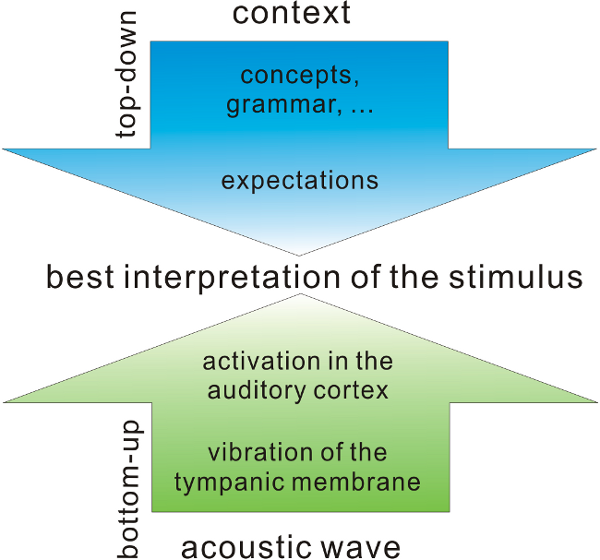 context
top-down
concepts,
grammar, ...
expectations
best interpretation of the stimulus
activation in the
auditory cortex
bottom-up
vibration of the
tympanic membrane
acoustic wave